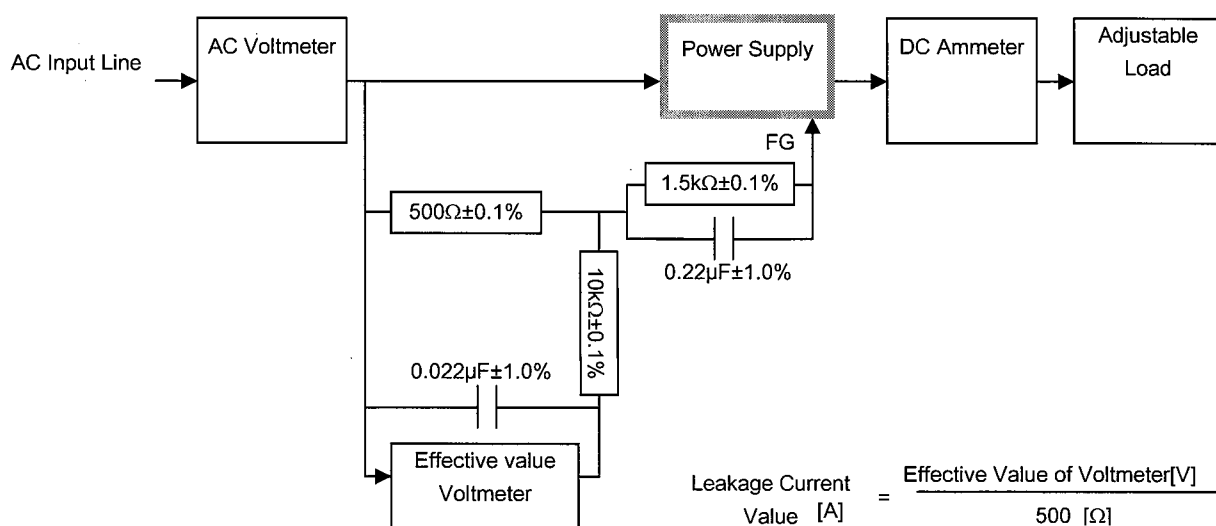 AC Input Line
AC Voltmeter
Power Supply
DC Ammeter
Adjustable
Load
FG
1.5kΩ±0.1%
500Ω±0.1%
0.22µF±1.0%
10kΩ±0.1%
0.022µF±1.0%
Effective value
Voltmeter
Leakage Current
Value [A]
=
Effective Value of Voltmeter[V]
500 [Ω]